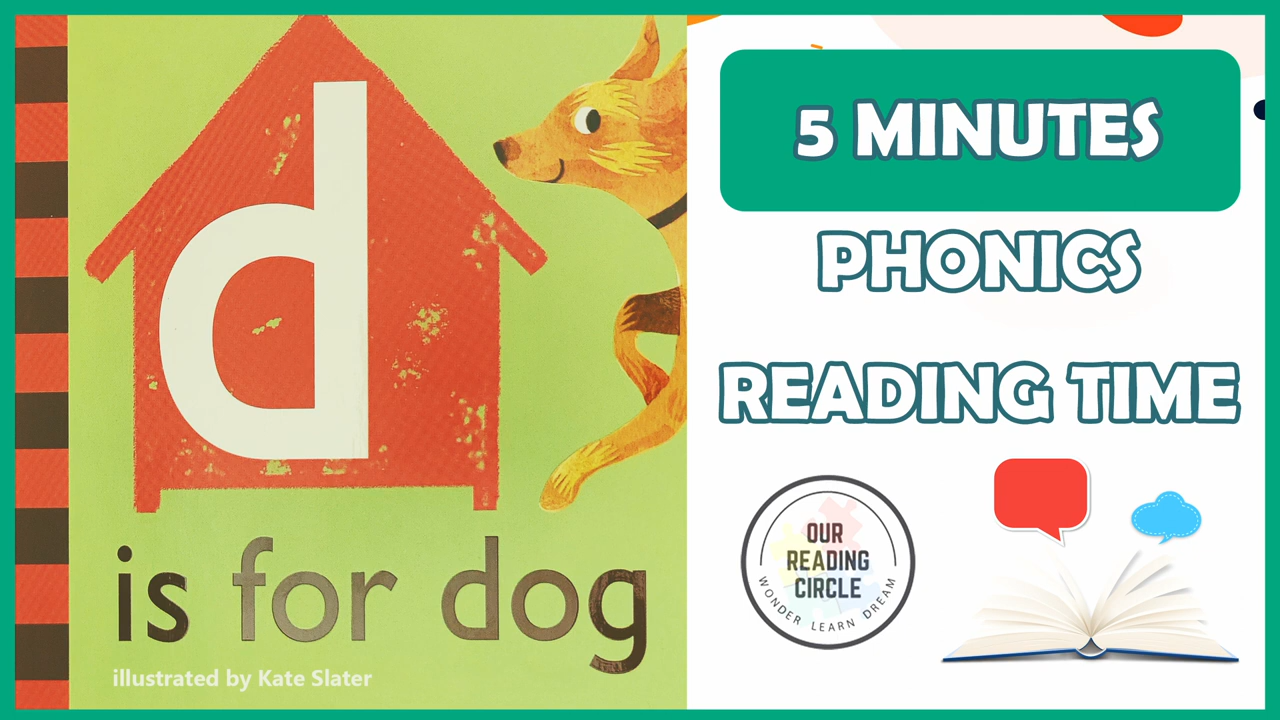 d
is for dog
illustrated by Kate Slater
5 MINUTES
PHONICS
READING TIME
OUR
READING
CIRCLE
WONDER LEARN DREAM